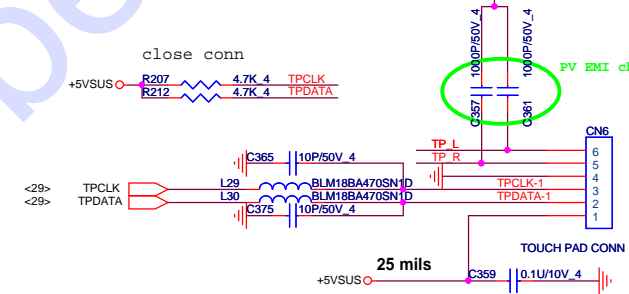 1000P/50V_4
1000P/50V_4
close conn
PV EMI
+5VSUS
R207
4.7K_4
TPCLK
R212
4.7K_4
TPDATA
C357
C361
CN6
TP_L
6
TP_R
5
C365
10P/50V_4
4
<29>
TPCLK
L29
BLM18BA470SN1D
TPCLK-1
3
<29>
TPDATA
L30
BLM18BA470SN1D
TPDATA-1
2
C375
10P/50V_4
1
TOUCH PAD CONN
25 mils
+5VSUS
C359
0.1U/10V_4